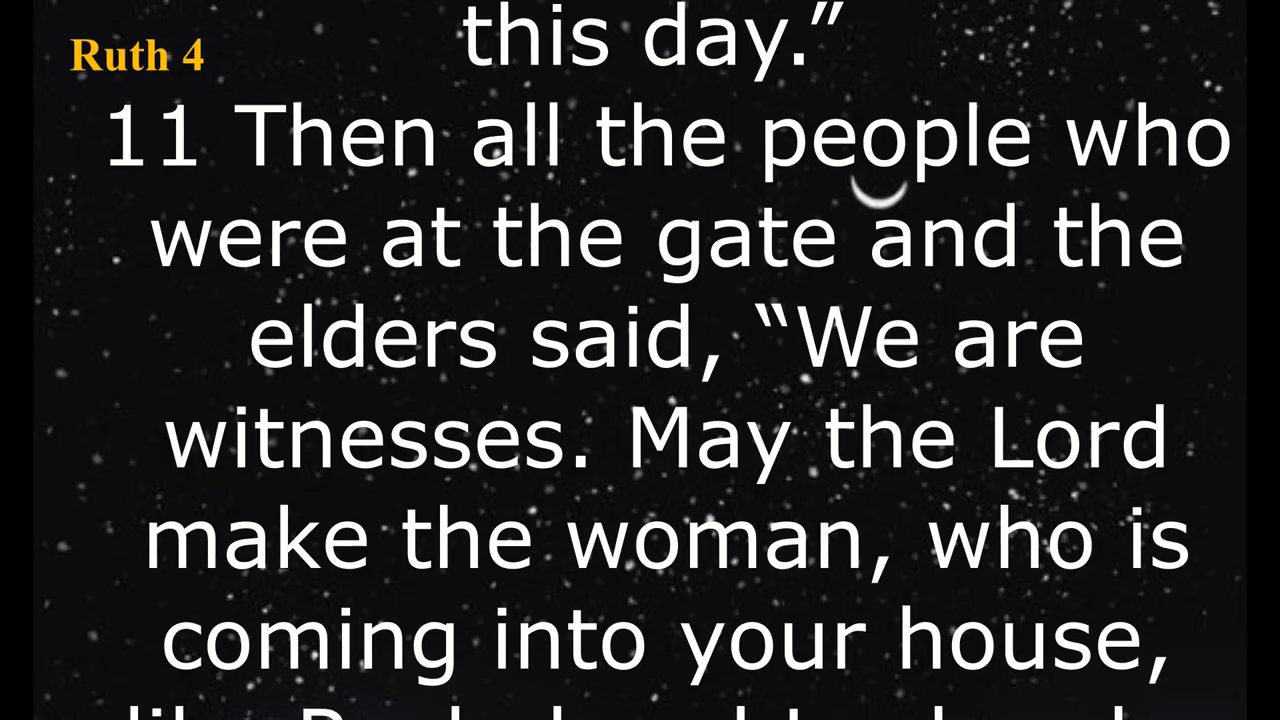 this day.”
Ruth 4
11 Then all the people who
were at the gate and the
elders said, “We are
witnesses. May the Lord
make the woman, who is
coming into your house,